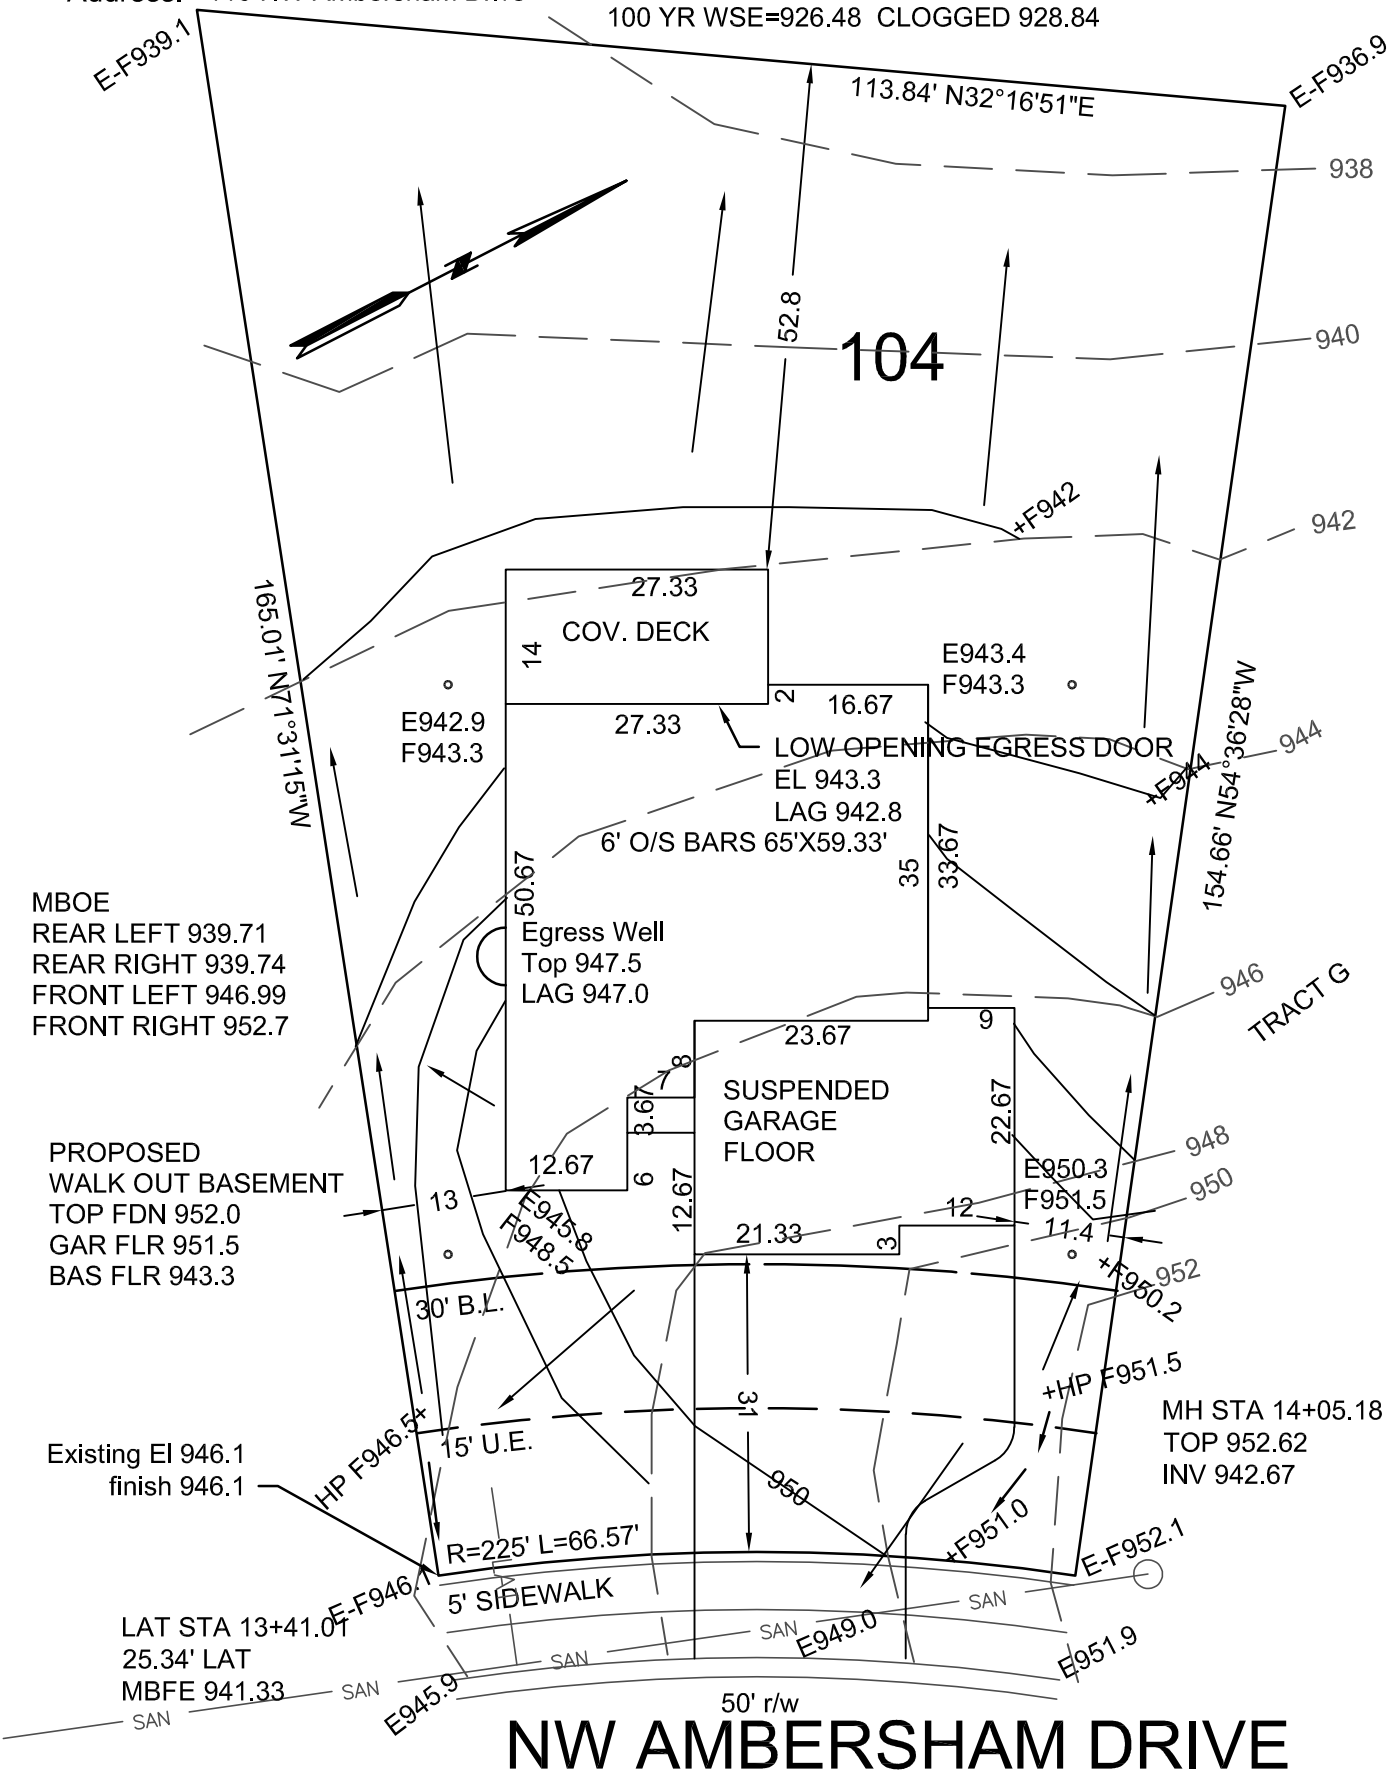 100 YR WSE=926.48 CLOGGED 928.84
E-F939.1
E-F936.9
113.84' N32°16'51"E
938
N
52.8
104
940
+F942
942
27.33
COV. DECK
14
165.01' N71°31'15"W
E943.4
F943.3
2
16.67
E942.9
F943.3
27.33
LOW OPENING EGRESS DOOR
EL 943.3
LAG 942.8
+F944
944
154.66' N54°36'28"W
6' O/S BARS 65'X59.33'
50.67
35
33.67
MBOE
REAR LEFT 939.71
REAR RIGHT 939.74
FRONT LEFT 946.99
FRONT RIGHT 952.7
Egress Well
Top 947.5
LAG 947.0
946
TRACT G
9
23.67
8
7
3.67
SUSPENDED
GARAGE
FLOOR
22.67
948
PROPOSED
WALK OUT BASEMENT
TOP FDN 952.0
GAR FLR 951.5
BAS FLR 943.3
12.67
6
12.67
13
E950.3
F951.5
950
E945.8
F948.5
12
11.4
21.33
3
+F950.2
952
30' B.L.
31
+HP F951.5
HP F946.5+
15' U.E.
MH STA 14+05.18
TOP 952.62
INV 942.67
Existing El 946.1
finish 946.1
950
+F951.0
R=225' L=66.57'
E-F952.1
E-F946.1
5' SIDEWALK
LAT STA 13+41.01
25.34' LAT
MBFE 941.33
SAN
SAN
SAN
SAN
SAN
E949.0
E951.9
E945.9
50' r/w
NW AMBERSHAM DRIVE